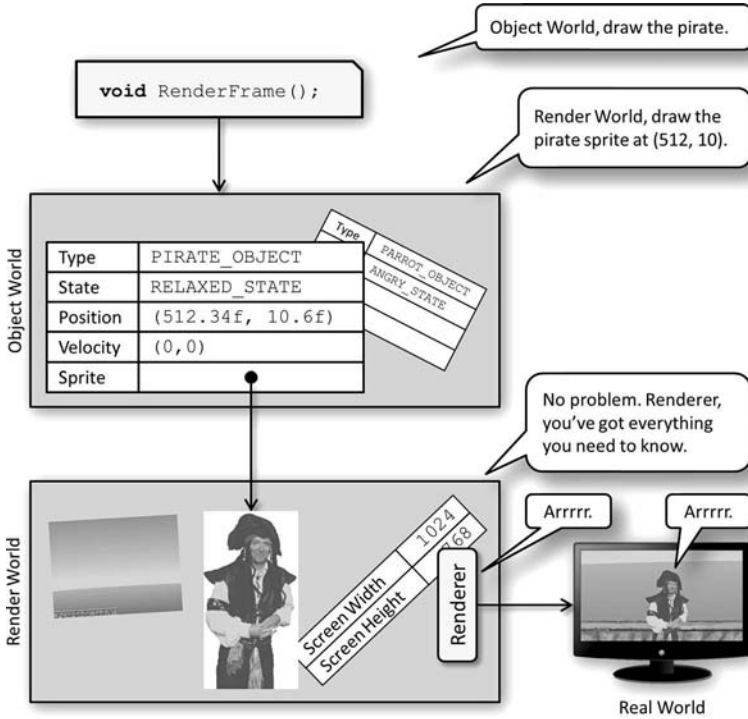 Object World, draw the pirate.
void RenderFrame();
Render World, draw the
pirate sprite at (512, 10).
Object World
Type PIRATE_OBJECT
State RELAXED_STATE
Position (512.34f, 10.6f)
Velocity (0,0)
Sprite
Type PARROT_OBJECT
ANGRY_STATE
No problem. Renderer,
you've got everything
you need to know.
Render World
Screen Width 1024
Screen Height 768
Renderer
Arrrrr.
Arrrrr.
Real World